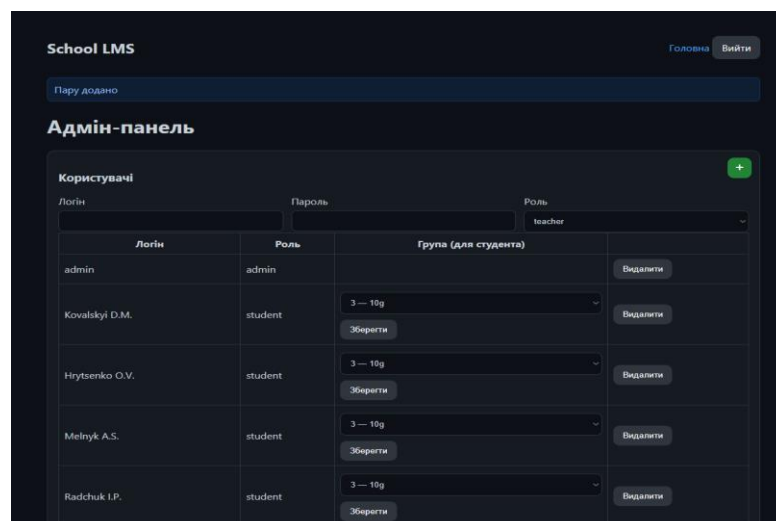 School LMS
Головна Вийти
Пару додано
Адмін-панель
Користувачі +
Логін Пароль Роль
teacher
Логін Роль Група (для студента)
admin admin Видалити
3 — 10g
Kovalskyi D.M. student Видалити
Зберегти
3 — 10g
Hrytsenko O.V. student Видалити
Зберегти
3 — 10g
Melnyk A.S. student Видалити
Зберегти
3 — 10g
Radchuk I.P. student Видалити
Зберегти